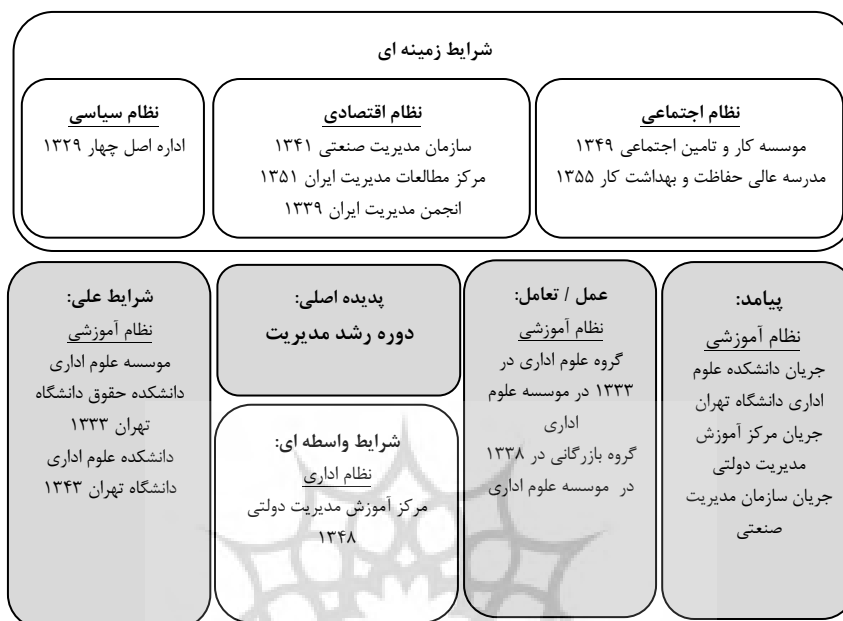 شرایط زمینه ای
نظام اجتماعی
موسسه کار و تامین اجتماعی ۱۳۴۹
مدرسه عالی حفاظت و بهداشت کار ۱۳۵۵
نظام اقتصادی
سازمان مدیریت صنعتی ۱۳۴۱
مرکز مطالعات مدیریت ایران ۱۳۵۱
انجمن مدیریت ایران ۱۳۳۹
نظام سیاسی
اداره اصل چهار ۱۳۲۹
پیامد:
نظام آموزشی
جریان دانشکده علوم
اداری دانشگاه تهران
جریان مرکز آموزش
مدیریت دولتی
جریان سازمان مدیریت
صنعتی
عمل / تعامل:
نظام آموزشی
گروه علوم اداری در
۱۳۳۳ در موسسه علوم
اداری
گروه بازرگانی در ۱۳۳۸
در موسسه علوم اداری
پدیده اصلی:
دوره رشد مدیریت
شرایط واسطه ای:
نظام اداری
مرکز آموزش مدیریت دولتی
۱۳۴۸
شرایط علی:
نظام آموزشی
موسسه علوم اداری
دانشکده حقوق دانشگاه
تهران ۱۳۳۳
دانشکده علوم اداری
دانشگاه تهران ۱۳۴۳